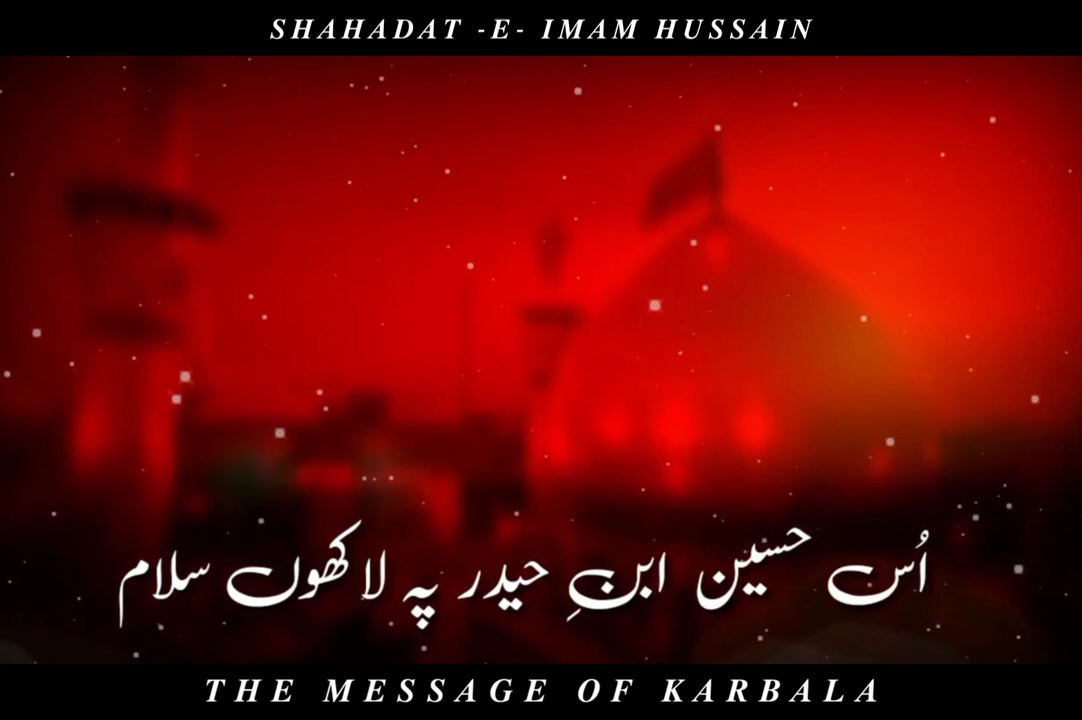 SHAHADAT -E- IMAM HUSSAIN
اُس حسین ابنِ حیدر پہ لاکھوں سلام
THE MESSAGE OF KARBALA